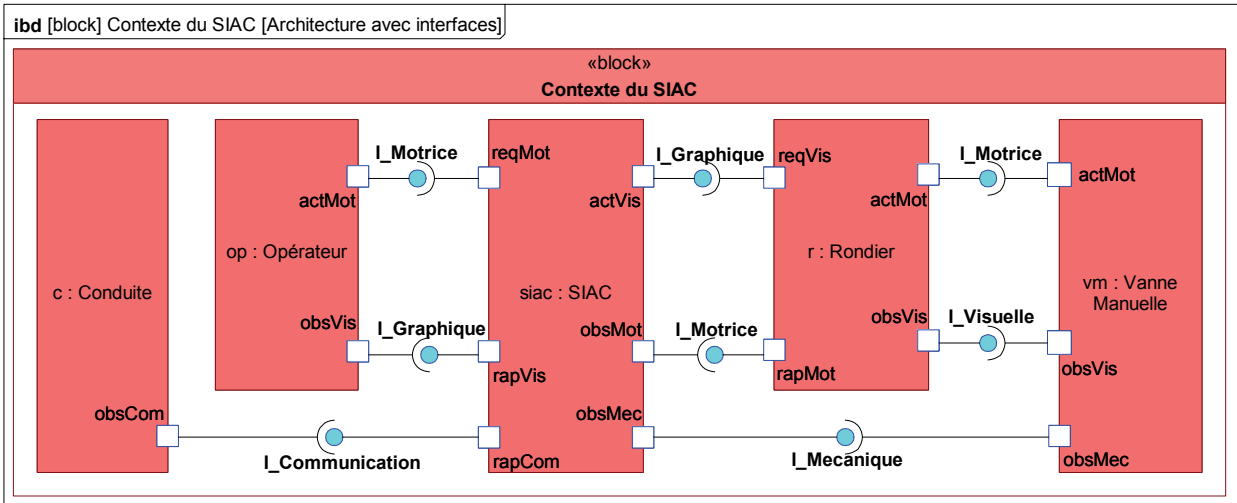 ibd [block] Contexte du SIAC [Architecture avec interfaces]
«block»
Contexte du SIAC
I_Motrice
reqMot
I_Graphique
reqVis
I_Motrice
actMot
actMot
actVis
actMot
op : Opérateur
r : Rondier
c : Conduite
siac : SIAC
vm : Vanne
Manuelle
obsVis
I_Graphique
obsMot
I_Motrice
obsVis
I_Visuelle
rapVis
rapMot
obsVis
obsCom
obsMec
I_Communication
rapCom
I_Mecanique
obsMec